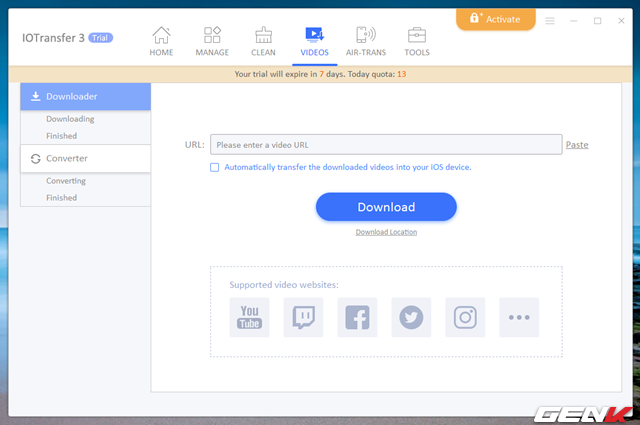 IOTransfer 3 Trial
Activate
HOME
MANAGE
CLEAN
VIDEOS
AIR-TRANS
TOOLS
Your trial will expire in 7 days. Today quota: 13
Downloader
Downloading
Finished
Converter
Converting
Finished
URL: Please enter a video URL Paste
Automatically transfer the downloaded videos into your iOS device.
Download
Download Location
Supported video websites:
You
Tube
GENK